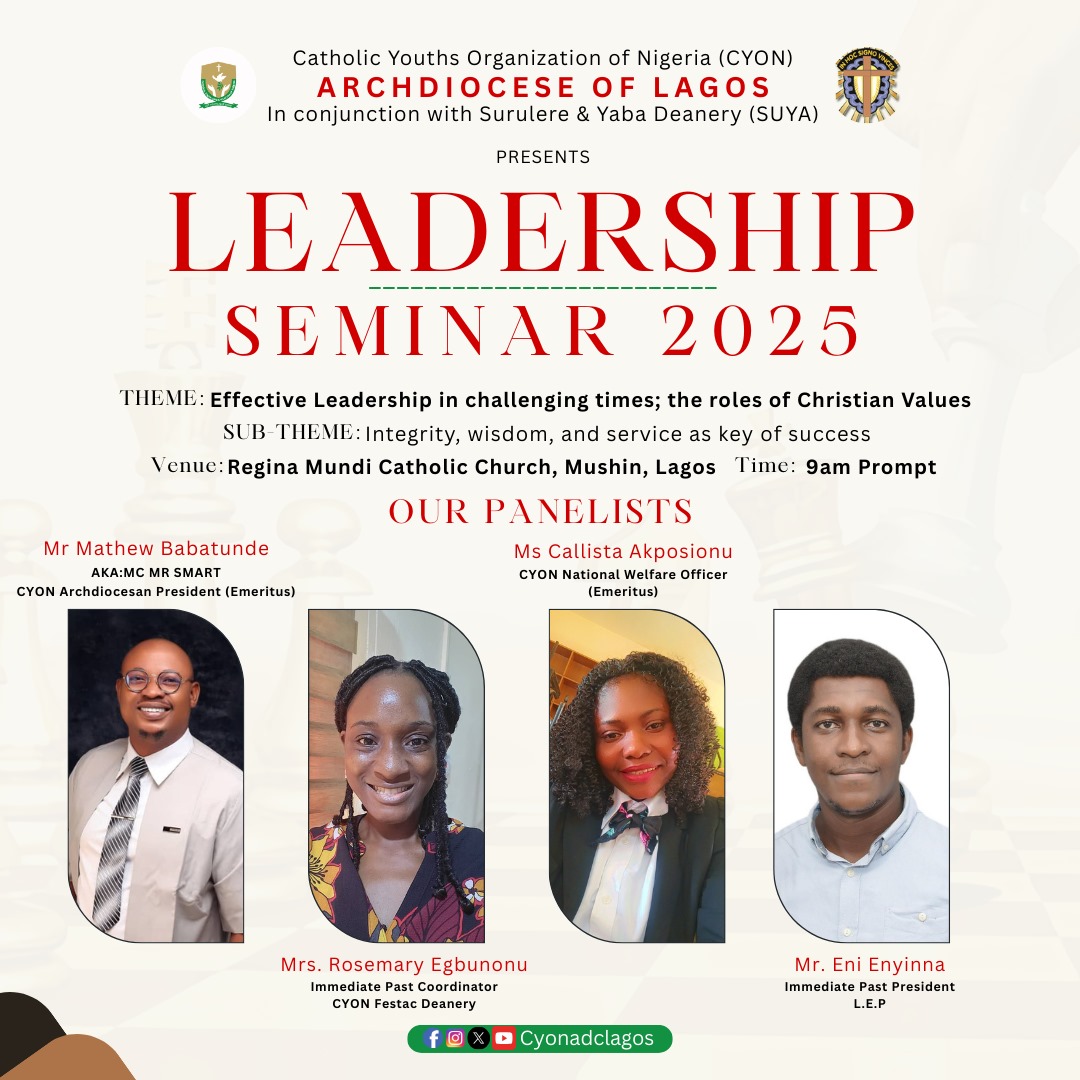 Catholic Youths Organization of Nigeria (CYON)
ARCHDIOCESE OF LAGOS
In conjunction with Surulere & Yaba Deanery (SUYA)
IN HOC SIGNO VINCES
PRESENTS
LEADERSHIP
SEMINAR 2025
THEME: Effective Leadership in challenging times; the roles of Christian Values
SUB-THEME: Integrity, wisdom, and service as key of success
Venue: Regina Mundi Catholic Church, Mushin, Lagos Time: 9am Prompt
OUR PANELISTS
Mr Mathew Babatunde
AKA:MC MR SMART
CYON Archdiocesan President (Emeritus)
Ms Callista Akposionu
CYON National Welfare Officer
(Emeritus)
Mrs. Rosemary Egbunonu
Immediate Past Coordinator
CYON Festac Deanery
Mr. Eni Enyinna
Immediate Past President
L.E.P
Cyonadclagos